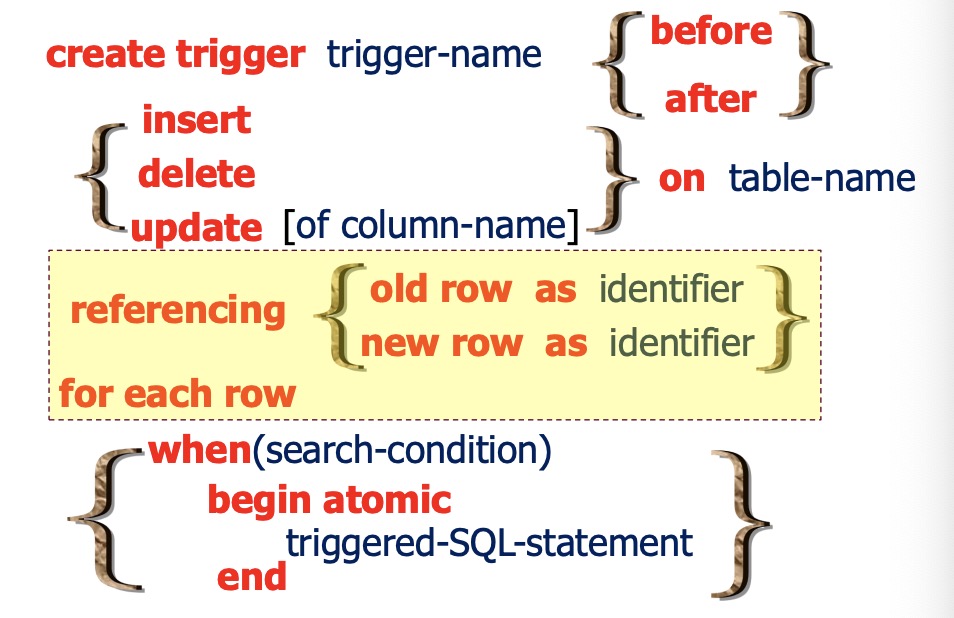 create trigger trigger-name { before
after }
{ insert
delete
update [of column-name] } on table-name
referencing { old row as identifier
new row as identifier }
for each row
{ when(search-condition)
begin atomic
triggered-SQL-statement
end }